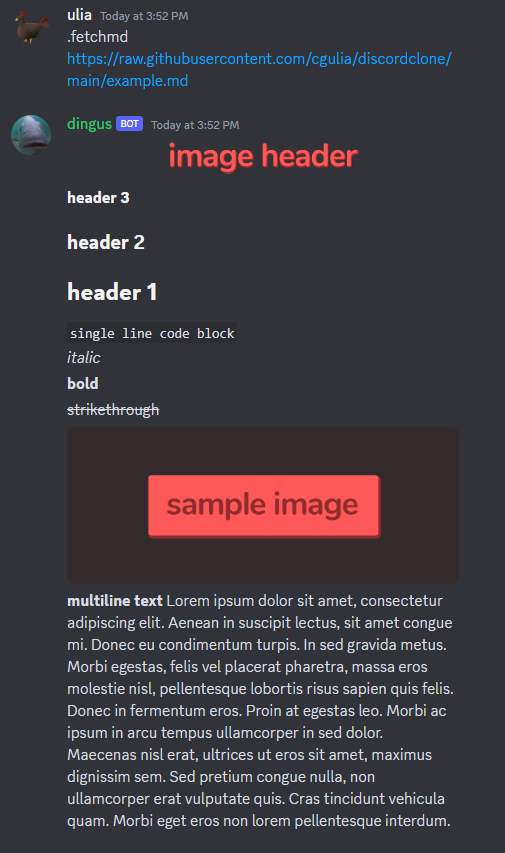 ulia Today at 3:52 PM
.fetchmd
https://raw.githubusercontent.com/cgulia/discordclone/
main/example.md
dingus BOT Today at 3:52 PM
image header
header 3
header 2
header 1
single line code block
italic
bold
strikethrough
sample image
multiline text Lorem ipsum dolor sit amet, consectetur
adipiscing elit. Aenean in suscipit lectus, sit amet congue
mi. Donec eu condimentum turpis. In sed gravida metus.
Morbi egestas, felis vel placerat pharetra, massa eros
molestie nisl, pellentesque lobortis risus sapien quis felis.
Donec in fermentum eros. Proin at egestas leo. Morbi ac
ipsum in arcu tempus ullamcorper in sed dolor.
Maecenas nisl erat, ultrices ut eros sit amet, maximus
dignissim sem. Sed pretium congue nulla, non
ullamcorper erat vulputate quis. Cras tincidunt vehicula
quam. Morbi eget eros non lorem pellentesque interdum.